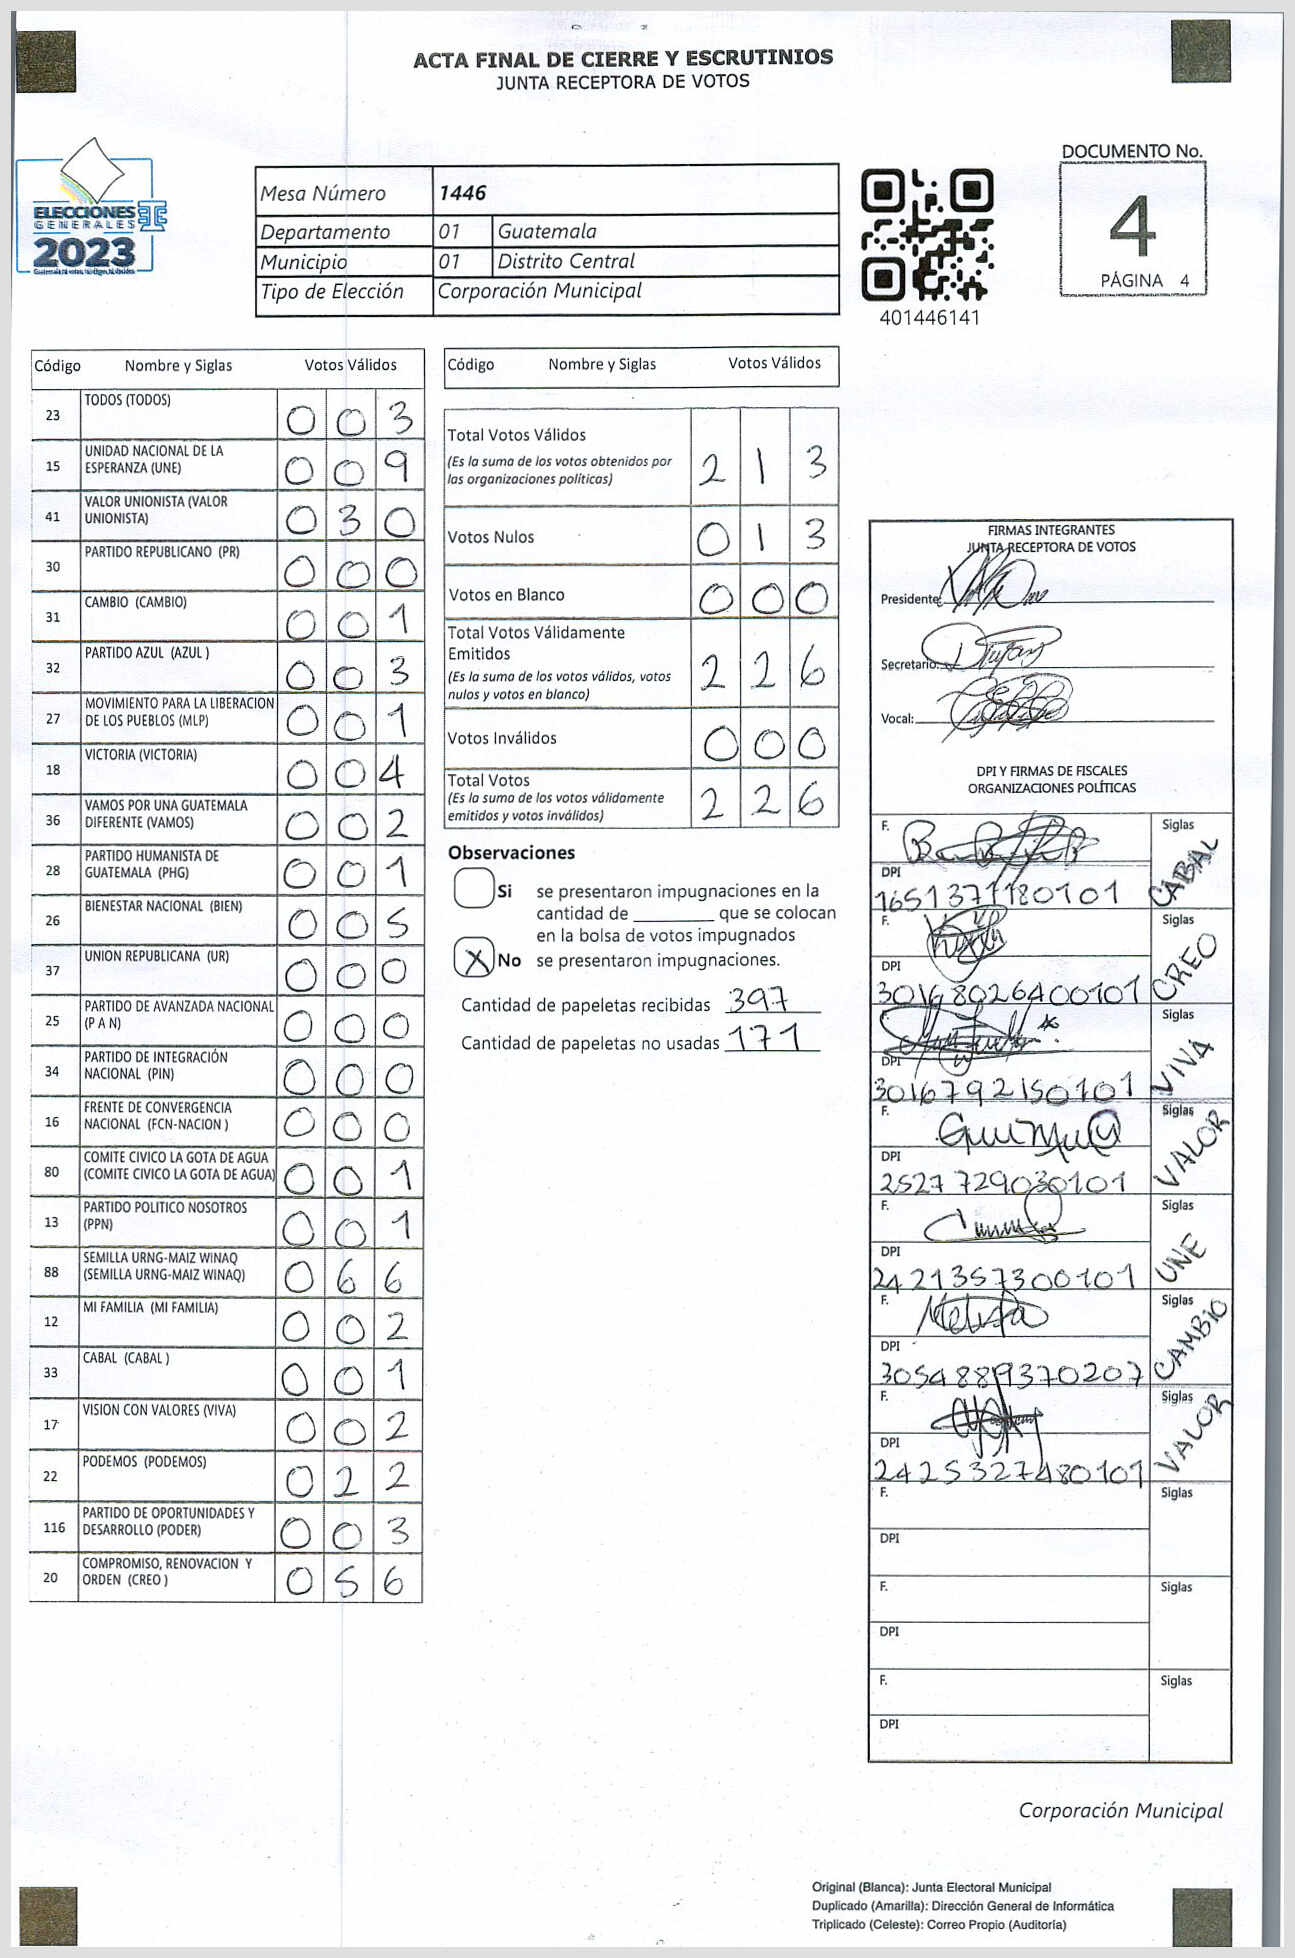 ACTA FINAL DE CIERRE Y ESCRUTINIOS
JUNTA RECEPTORA DE VOTOS
ELECCIONES
GENERALES
2023
Mesa Número 1446
Departamento 01 Guatemala
Municipio 01 Distrito Central
Tipo de Elección Corporación Municipal
401446141
DOCUMENTO No.
4
PÁGINA 4
Código Nombre y Siglas Votos Válidos
23 TODOS (TODOS) 0 0 3
15 UNIDAD NACIONAL DE LA
ESPERANZA (UNE) 0 0 9
41 VALOR UNIONISTA (VALOR
UNIONISTA) 0 3 0
30 PARTIDO REPUBLICANO (PR) 0 0 0
31 CAMBIO (CAMBIO) 0 0 1
32 PARTIDO AZUL (AZUL ) 0 0 3
27 MOVIMIENTO PARA LA LIBERACION
DE LOS PUEBLOS (MLP) 0 0 1
18 VICTORIA (VICTORIA) 0 0 4
36 VAMOS POR UNA GUATEMALA
DIFERENTE (VAMOS) 0 0 2
28 PARTIDO HUMANISTA DE
GUATEMALA (PHG) 0 0 1
26 BIENESTAR NACIONAL (BIEN) 0 0 5
37 UNION REPUBLICANA (UR) 0 0 0
25 PARTIDO DE AVANZADA NACIONAL
(P A N) 0 0 0
34 PARTIDO DE INTEGRACIÓN
NACIONAL (PIN) 0 0 0
16 FRENTE DE CONVERGENCIA
NACIONAL (FCN-NACION ) 0 0 0
80 COMITE CIVICO LA GOTA DE AGUA
(COMITE CIVICO LA GOTA DE AGUA) 0 0 1
13 PARTIDO POLITICO NOSOTROS
(PPN) 0 0 1
88 SEMILLA URNG-MAIZ WINAQ
(SEMILLA URNG-MAIZ WINAQ) 0 6 6
12 MI FAMILIA (MI FAMILIA) 0 0 2
33 CABAL (CABAL ) 0 0 1
17 VISION CON VALORES (VIVA) 0 0 2
22 PODEMOS (PODEMOS) 0 2 2
116 PARTIDO DE OPORTUNIDADES Y
DESARROLLO (PODER) 0 0 3
20 COMPROMISO, RENOVACION Y
ORDEN (CREO ) 0 5 6
Código Nombre y Siglas Votos Válidos
Total Votos Válidos
(Es la suma de los votos obtenidos por
las organizaciones políticas) 2 1 3
Votos Nulos 0 1 3
Votos en Blanco 0 0 0
Total Votos Válidamente
Emitidos
(Es la suma de los votos válidos, votos
nulos y votos en blanco) 2 2 6
Votos Inválidos 0 0 0
Total Votos
(Es la suma de los votos válidamente
emitidos y votos inválidos) 2 2 6
Observaciones
Si se presentaron impugnaciones en la
cantidad de ________ que se colocan
en la bolsa de votos impugnados
X No se presentaron impugnaciones.
Cantidad de papeletas recibidas 397
Cantidad de papeletas no usadas 171
FIRMAS INTEGRANTES
JUNTA RECEPTORA DE VOTOS
Presidente:
Secretario:
Vocal:
DPI Y FIRMAS DE FISCALES
ORGANIZACIONES POLÍTICAS
F. Siglas
DPI
1651371180101 CABAL
F. Siglas
DPI
3016802640101 CREO
F. Siglas
DPI
3016792150101 VIVA
F. Siglas
DPI
2527729030101 VALOR
F. Siglas
DPI
2421357300101 UNE
F. Siglas
DPI
3054889370207 CAMBIO
F. Siglas
DPI
2425327480101 VALOR
F. Siglas
DPI
F. Siglas
DPI
F. Siglas
DPI
Corporación Municipal
Original (Blanca): Junta Electoral Municipal
Duplicado (Amarilla): Dirección General de Informática
Triplicado (Celeste): Correo Propio (Auditoría)